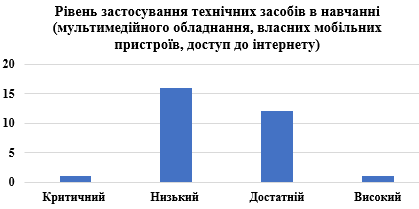 Рівень застосування технічних засобів в навчанні
(мультимедійного обладнання, власних мобільних
пристроїв, доступ до інтернету)
20
15
10
5
0
Критичний Низький Достатній Високий